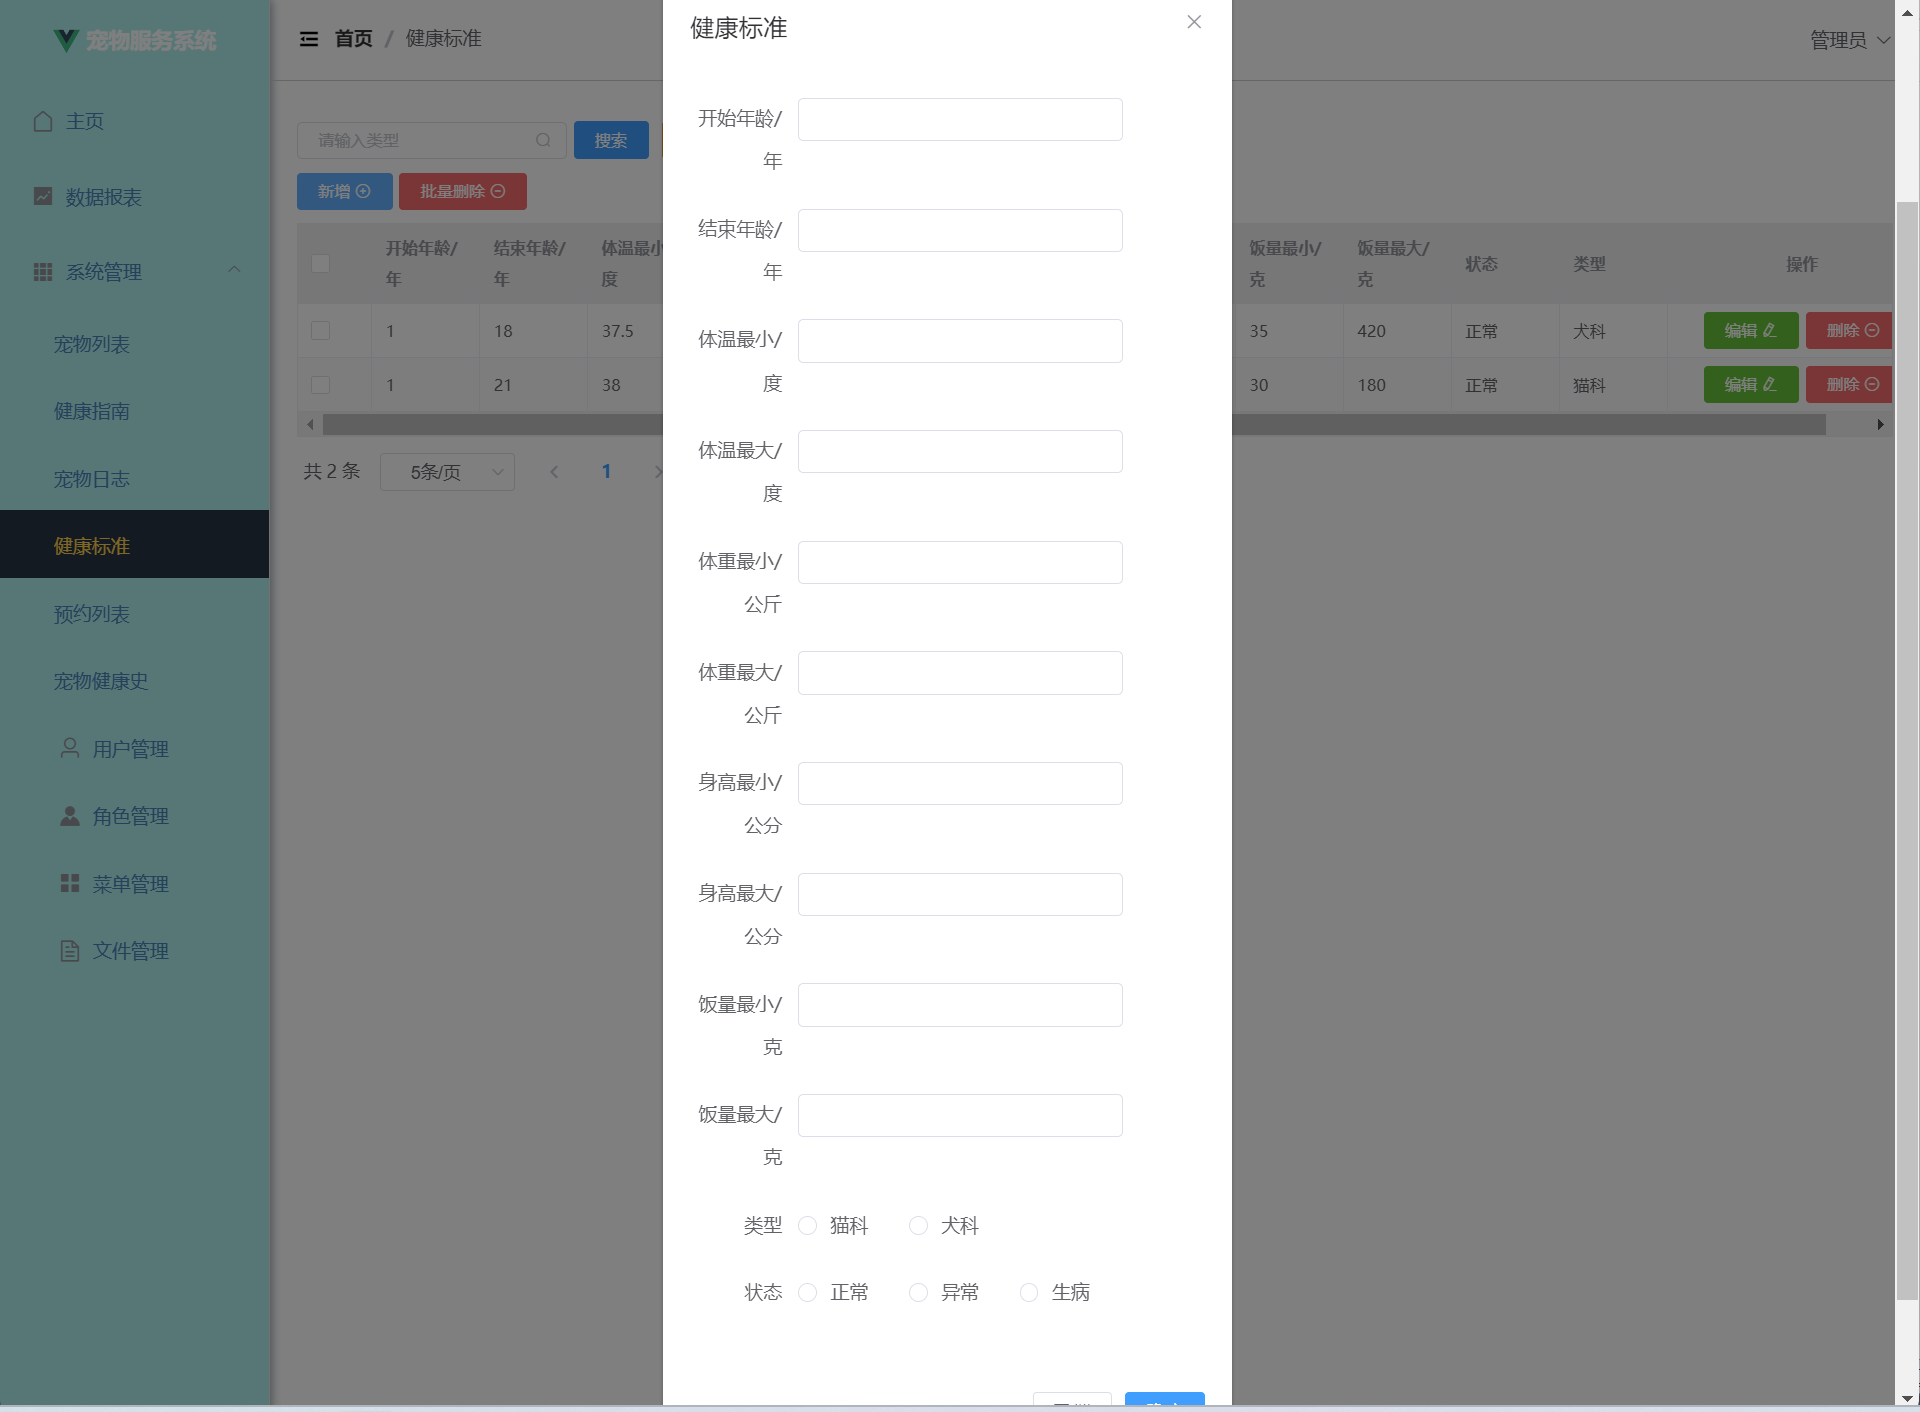 宠物服务系统
主页
数据报表
系统管理
宠物列表
健康指南
宠物日志
健康标准
预约列表
宠物健康史
用户管理
角色管理
菜单管理
文件管理
首页 / 健康标准
管理员
请输入类型
搜索
新增
批量删除
开始年龄/
年
结束年龄/
年
体温最小
度
饭量最小/
克
饭量最大/
克
状态
类型
操作
1 18 37.5 35 420 正常 犬科 编辑 删除
1 21 38 30 180 正常 猫科 编辑 删除
共 2 条 5条/页 1
健康标准
开始年龄/
年
结束年龄/
年
体温最小/
度
体温最大/
度
体重最小/
公斤
体重最大/
公斤
身高最小/
公分
身高最大/
公分
饭量最小/
克
饭量最大/
克
类型 猫科 犬科
状态 正常 异常 生病